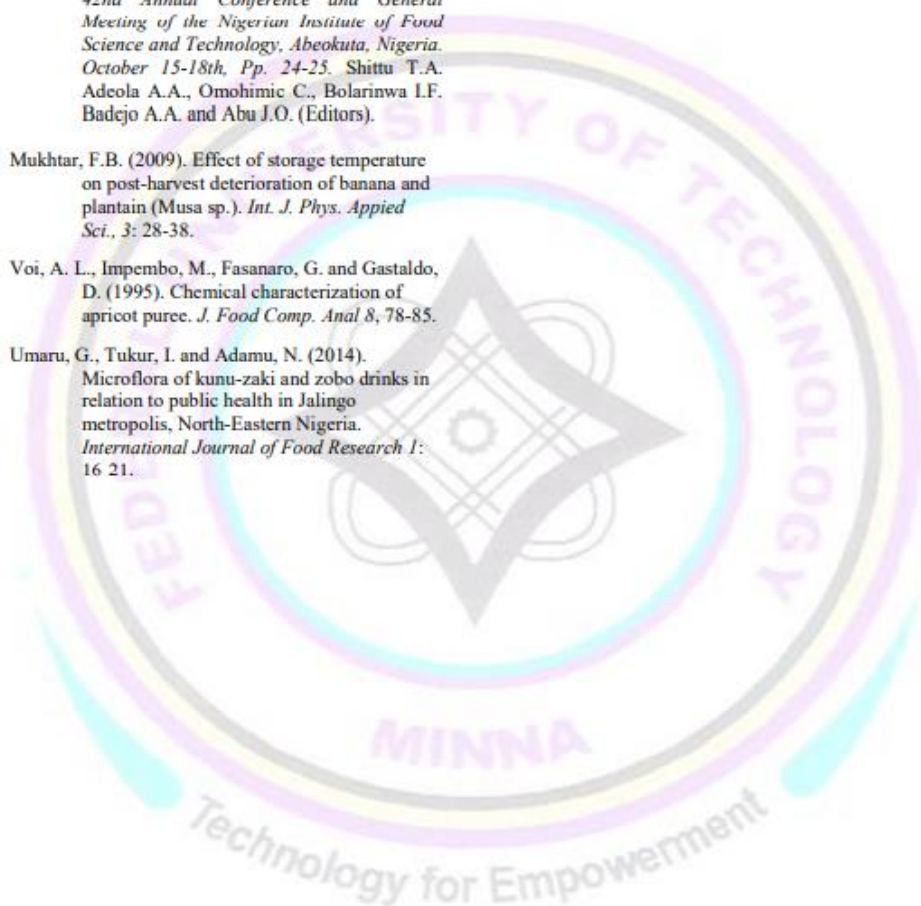 42nd Annual Conference and General
Meeting of the Nigerian Institute of Food
Science and Technology, Abeokuta, Nigeria.
October 15-18th, Pp. 24-25. Shittu T.A.
Adeola A.A., Omohimic C., Bolarinwa I.F.
Badejo A.A. and Abu J.O. (Editors).
Mukhtar, F.B. (2009). Effect of storage temperature
on post-harvest deterioration of banana and
plantain (Musa sp.). Int. J. Phys. Appied
Sci., 3: 28-38.
Voi, A. L., Impembo, M., Fasanaro, G. and Gastaldo,
D. (1995). Chemical characterization of
apricot puree. J. Food Comp. Anal 8, 78-85.
Umaru, G., Tukur, I. and Adamu, N. (2014).
Microflora of kunu-zaki and zobo drinks in
relation to public health in Jalingo
metropolis, North-Eastern Nigeria.
International Journal of Food Research 1:
16 21.
FEDERAL UNIVERSITY OF TECHNOLOGY
MINNA
Technology for Empowerment